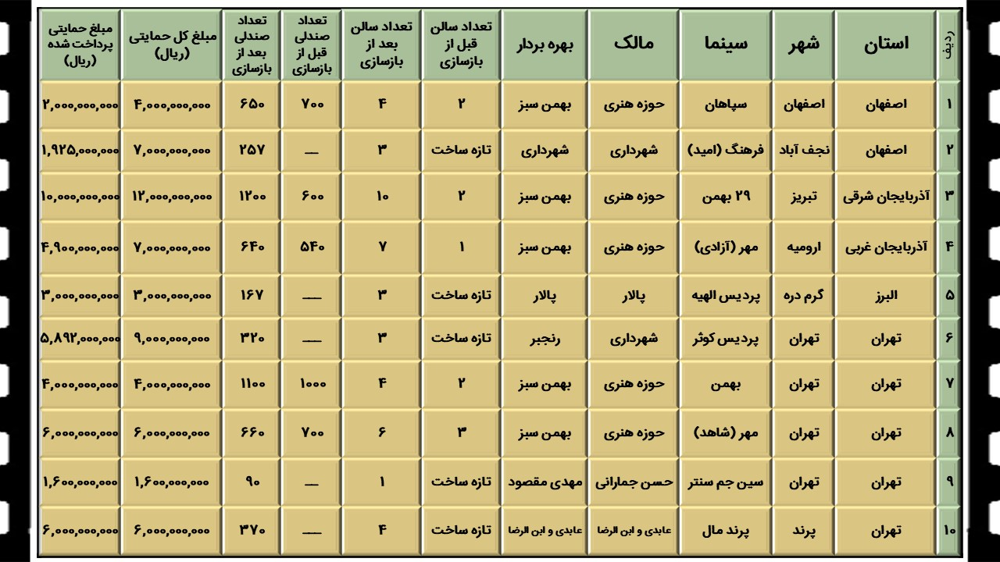 ردیف | استان | شهر | سینما | مالک | بهره بردار | تعداد سالن قبل از بازسازی | تعداد سالن بعد از بازسازی | تعداد صندلی قبل از بازسازی | تعداد صندلی بعد از بازسازی | مبلغ کل حمایتی (ریال) | مبلغ حمایتی پرداخت شده (ریال)
۱ | اصفهان | اصفهان | سپاهان | حوزه هنری | بهمن سبز | ۲ | ۴ | ۷۰۰ | ۶۵۰ | ۴,۰۰۰,۰۰۰,۰۰۰ | ۲,۰۰۰,۰۰۰,۰۰۰
۲ | اصفهان | نجف آباد | فرهنگ (امید) | شهرداری | شهرداری | تازه ساخت | ۳ | ــ | ۲۵۷ | ۷,۰۰۰,۰۰۰,۰۰۰ | ۱,۹۲۵,۰۰۰,۰۰۰
۳ | آذربایجان شرقی | تبریز | ۲۹ بهمن | حوزه هنری | بهمن سبز | ۲ | ۱۰ | ۶۰۰ | ۱۲۰۰ | ۱۲,۰۰۰,۰۰۰,۰۰۰ | ۱۰,۰۰۰,۰۰۰,۰۰۰
۴ | آذربایجان غربی | ارومیه | مهر (آزادی) | حوزه هنری | بهمن سبز | ۱ | ۷ | ۵۴۰ | ۶۴۰ | ۷,۰۰۰,۰۰۰,۰۰۰ | ۴,۹۰۰,۰۰۰,۰۰۰
۵ | البرز | گرم دره | پردیس الهیه | پالار | پالار | تازه ساخت | ۳ | ــ | ۱۶۷ | ۳,۰۰۰,۰۰۰,۰۰۰ | ۳,۰۰۰,۰۰۰,۰۰۰
۶ | تهران | تهران | پردیس کوثر | شهرداری | رنجبر | تازه ساخت | ۳ | ــ | ۳۲۰ | ۹,۰۰۰,۰۰۰,۰۰۰ | ۵,۸۹۲,۰۰۰,۰۰۰
۷ | تهران | تهران | بهمن | حوزه هنری | بهمن سبز | ۲ | ۴ | ۱۰۰۰ | ۱۱۰۰ | ۴,۰۰۰,۰۰۰,۰۰۰ | ۴,۰۰۰,۰۰۰,۰۰۰
۸ | تهران | تهران | مهر (شاهد) | حوزه هنری | بهمن سبز | ۳ | ۶ | ۷۰۰ | ۶۶۰ | ۶,۰۰۰,۰۰۰,۰۰۰ | ۶,۰۰۰,۰۰۰,۰۰۰
۹ | تهران | تهران | سین جم سنتر | حسن جمارانی | مهدی مقصود | تازه ساخت | ۱ | ــ | ۹۰ | ۱,۶۰۰,۰۰۰,۰۰۰ | ۱,۶۰۰,۰۰۰,۰۰۰
۱۰ | تهران | پرند | پرند مال | عابدی و ابن الرضا | عابدی و ابن الرضا | تازه ساخت | ۴ | ــ | ۳۷۰ | ۶,۰۰۰,۰۰۰,۰۰۰ | ۶,۰۰۰,۰۰۰,۰۰۰